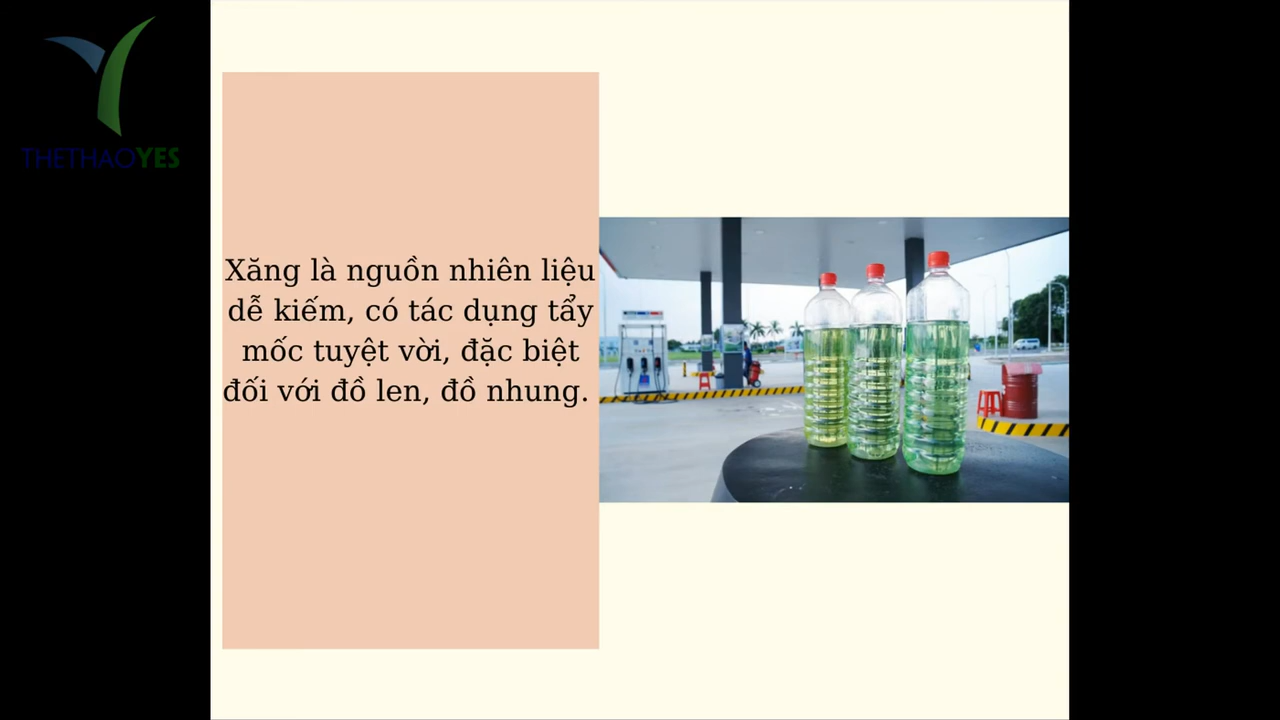 THETHAOYES
Xăng là nguồn nhiên liệu
dễ kiếm, có tác dụng tẩy
mốc tuyệt vời, đặc biệt
đối với đồ len, đồ nhung.